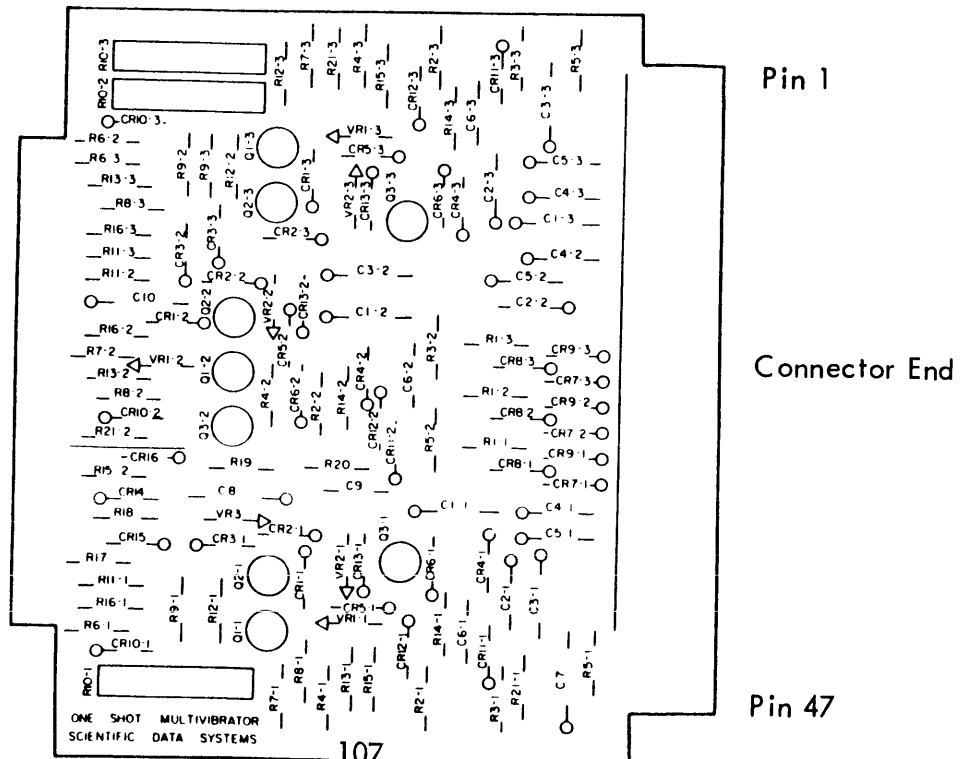 R10-3
R10-2
R12-3
R7-3
R21-3
R4-3
R15-3
R2-3
CR11-3
R3-3
R5-3
Pin 1
CR12-3
R14-3
C6-3
C3-3
CR10-3
R6-2
R6-3
R13-3
R8-3
R16-3
R11-3
R11-2
R9-2
R9-3
R12-2
Q1-3
Q2-3
VR1-3
CR5-3
CR1-3
VR2-3
CR13-3
Q3-3
CR6-3
CR4-3
C2-3
C5-3
C4-3
C1-3
CR3-2
CR3-3
CR2-3
C4-2
C5-2
C2-2
C10
CR1-2
R16-2
CR2-2
Q2-2
VR2-2
CR13-2
C3-2
C1-2
CR5-2
R7-2
VR1-2
R13-2
R8-2
CR10-2
R21-2
Q1-2
Q3-2
R4-2
CR6-2
R2-2
R14-2
CR4-2
CR12-2
C6-2
R3-2
CR11-2
R5-2
R1-3
CR8-3
CR9-3
CR7-3
R1-2
CR9-2
CR8-2
CR7-2
R1-1
CR9-1
CR8-1
CR7-1
Connector End
CR16
R15-2
R19
R20
CR14
C8
C9
R18
VR3
CR2-1
Q3-1
C1-1
C4-1
C5-1
CR15
CR3-1
R17
R11-1
R16-1
R6-1
CR10-1
R9-1
R12-1
Q2-1
Q1-1
CR1-1
VR2-1
CR13-1
CR5-1
VR1-1
CR6-1
CR4-1
C2-1
C3-1
R14-1
C6-1
CR12-1
CR11-1
R10-1
R7-1
R8-1
R4-1
R13-1
R15-1
R2-1
R3-1
R21-1
C7
R5-1
Pin 47
ONE SHOT MULTIVIBRATOR
SCIENTIFIC DATA SYSTEMS
107